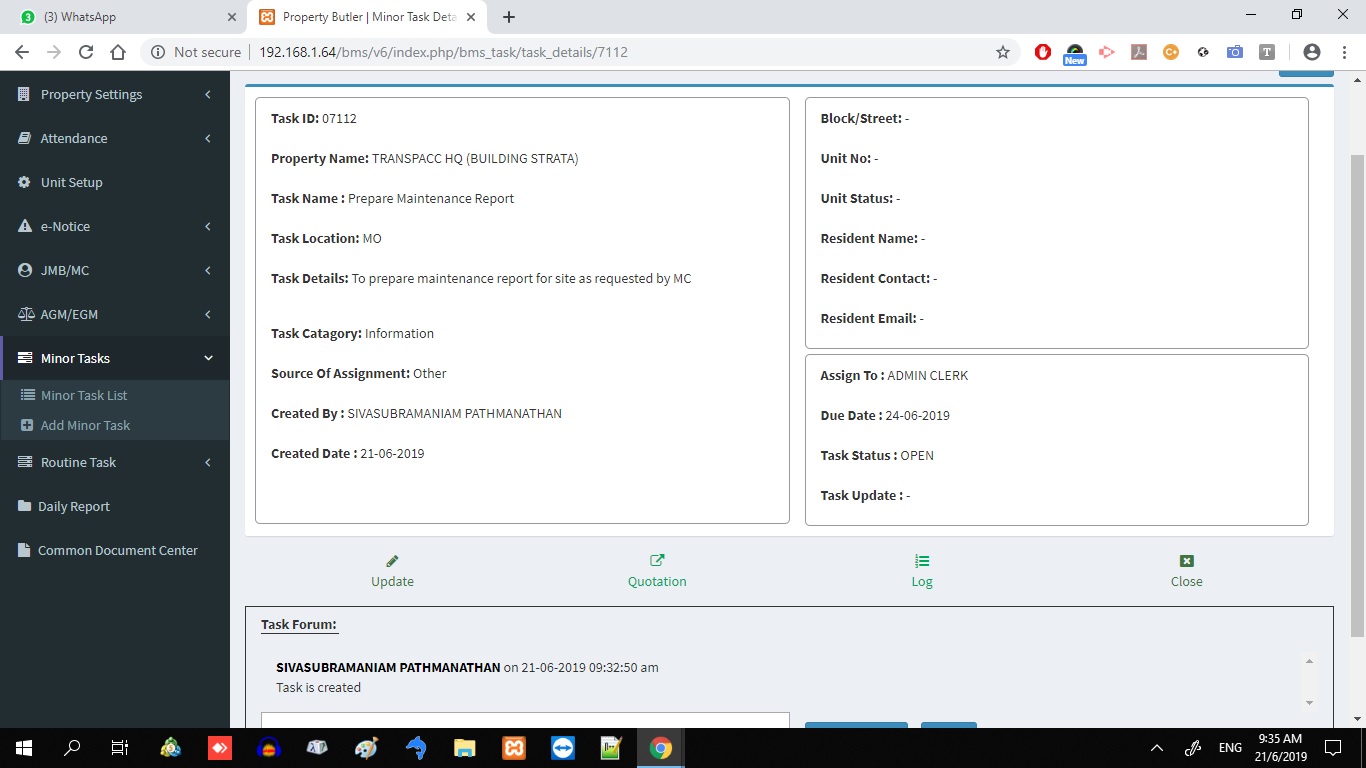 (3) WhatsApp
Property Butler | Minor Task Deta
Not secure
192.168.1.64/bms/v6/index.php/bms_task/task_details/7112
New
Property Settings
Attendance
Unit Setup
e-Notice
JMB/MC
AGM/EGM
Minor Tasks
Minor Task List
Add Minor Task
Routine Task
Daily Report
Common Document Center
Task ID: 07112
Property Name: TRANSPACC HQ (BUILDING STRATA)
Task Name : Prepare Maintenance Report
Task Location: MO
Task Details: To prepare maintenance report for site as requested by MC
Task Catagory: Information
Source Of Assignment: Other
Created By : SIVASUBRAMANIAM PATHMANATHAN
Created Date : 21-06-2019
Block/Street: -
Unit No: -
Unit Status: -
Resident Name: -
Resident Contact: -
Resident Email: -
Assign To : ADMIN CLERK
Due Date : 24-06-2019
Task Status : OPEN
Task Update : -
Update
Quotation
Log
Close
Task Forum:
SIVASUBRAMANIAM PATHMANATHAN on 21-06-2019 09:32:50 am
Task is created
ENG
9:35 AM
21/6/2019